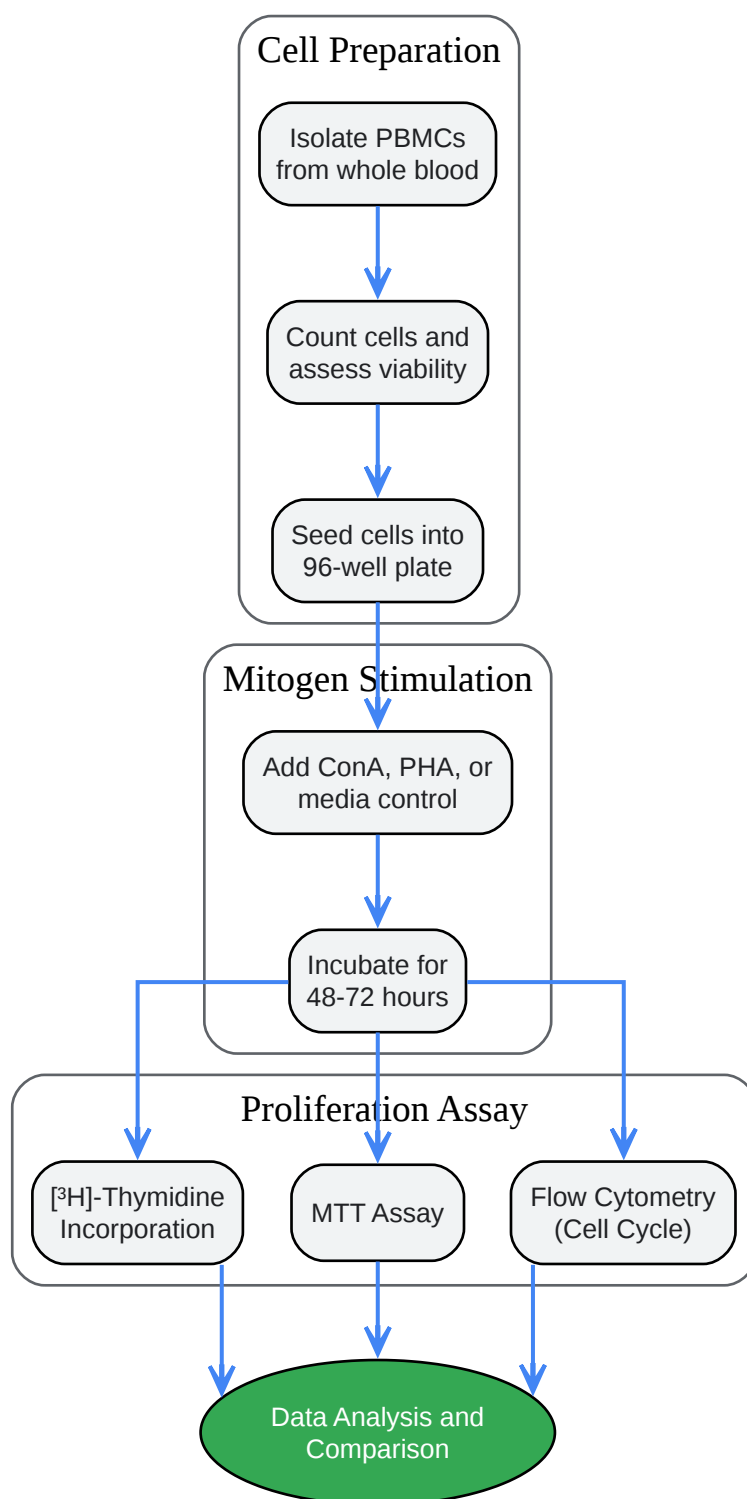 Cell Preparation
Isolate PBMCs
from whole blood
Count cells and
assess viability
Seed cells into
96-well plate
Mitogen Stimulation
Add ConA, PHA, or
media control
Incubate for
48-72 hours
Proliferation Assay
[³H]-Thymidine
Incorporation
MTT Assay
Flow Cytometry
(Cell Cycle)
Data Analysis and
Comparison